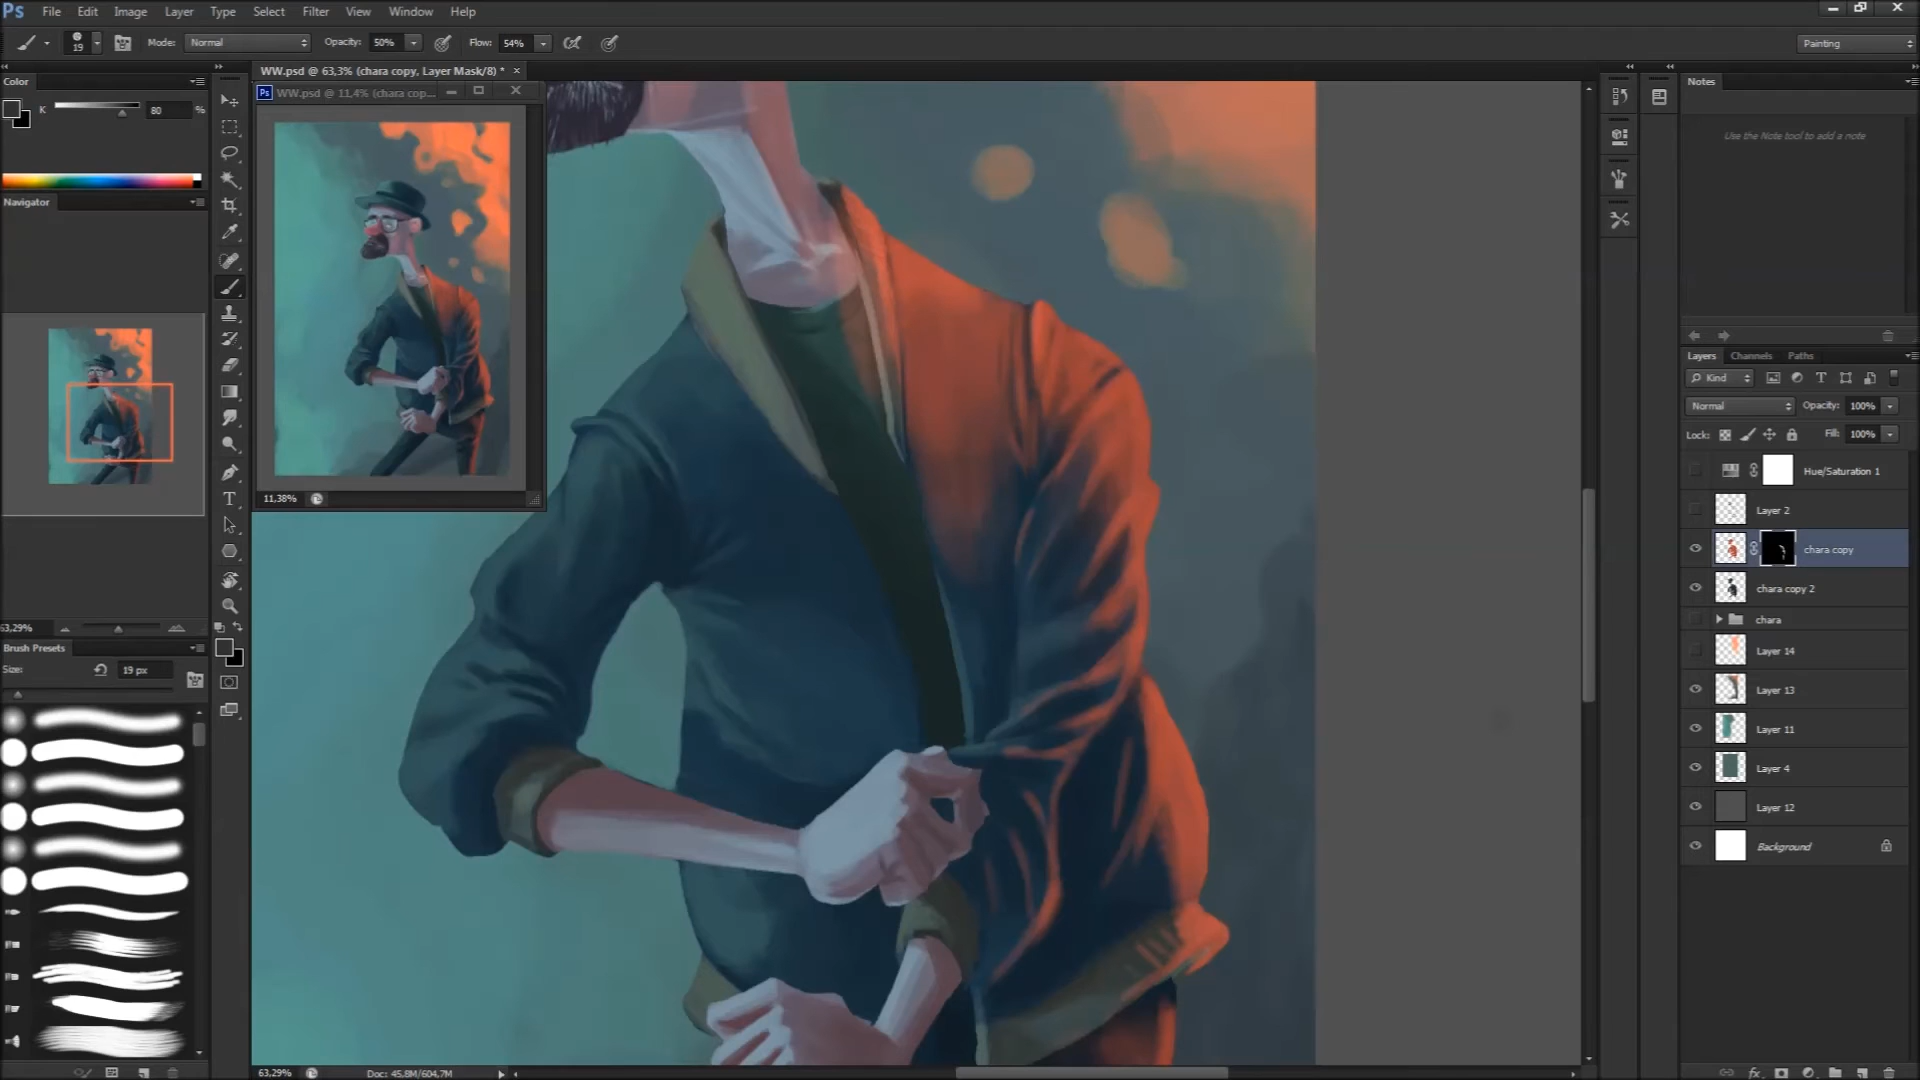 Ps File Edit Image Layer Type Select Filter View Window Help
19 Mode: Normal Opacity: 50% Flow: 54% Painting
WW.psd @ 63,3% (chara copy, Layer Mask/8) * ×
Color
K 80 %
Navigator
63,29%
Brush Presets
Size: 19 px
Ps WW.psd @ 11,4% (chara cop...
11,38%
63,29% Doc: 45,8M/604,7M
Notes
Use the Note tool to add a note
Layers Channels Paths
Kind
Normal Opacity: 100%
Lock: Fill: 100%
Hue/Saturation 1
Layer 2
chara copy
chara copy 2
chara
Layer 14
Layer 13
Layer 11
Layer 4
Layer 12
Background